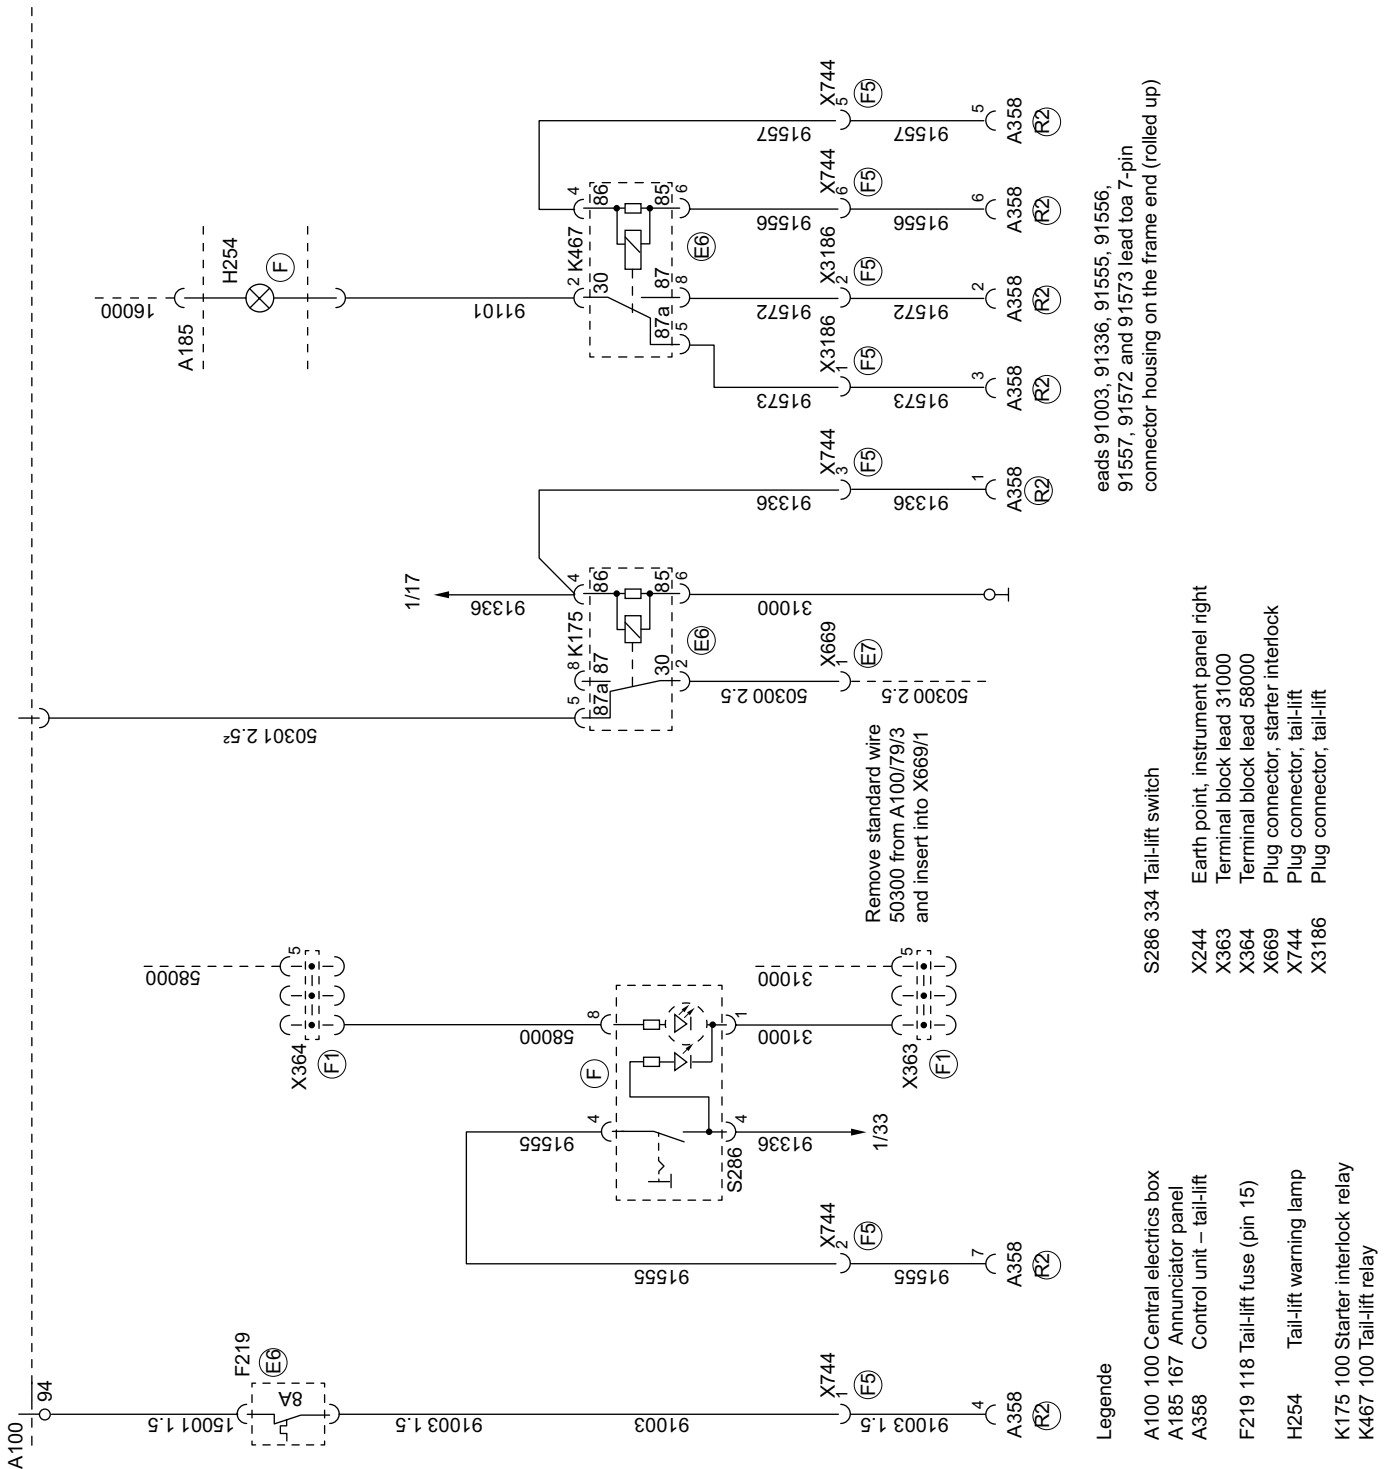 A100
94
15001 1.5
F219
E6
8A
91003 1.5
91003
X744
1
F5
91003 1.5
4
A358
R2
91555
91555
X744
2
F5
91555
7
A358
R2
58000
5
X364
F1
58000
8
F
4
4
1
S286
91336
1/33
31000
31000
5
X363
F1
Remove standard wire
50300 from A100/79/3
and insert into X669/1
50301 2.5²
5
8
K175
4
87a
87
86
30
85
2
6
E6
1/17
91336
50300 2.5
X669
1
E7
50300 2.5
31000
91336
X744
3
F5
91336
1
A358
R2
16000
A185
H254
F
91101
2
K467
4
30
86
87a
87
85
5
8
6
E6
91573
X3186
1
F5
91573
3
A358
R2
91572
X3186
2
F5
91572
2
A358
R2
91556
X744
6
F5
91556
6
A358
R2
91557
X744
5
F5
91557
5
A358
R2
eads 91003, 91336, 91555, 91556,
91557, 91572 and 91573 lead toa 7-pin
connector housing on the frame end (rolled up)
Legende
A100 100 Central electrics box
A185 167 Annunciator panel
A358 Control unit – tail-lift
F219 118 Tail-lift fuse (pin 15)
H254 Tail-lift warning lamp
K175 100 Starter interlock relay
K467 100 Tail-lift relay
S286 334 Tail-lift switch
X244 Earth point, instrument panel right
X363 Terminal block lead 31000
X364 Terminal block lead 58000
X669 Plug connector, starter interlock
X744 Plug connector, tail-lift
X3186 Plug connector, tail-lift